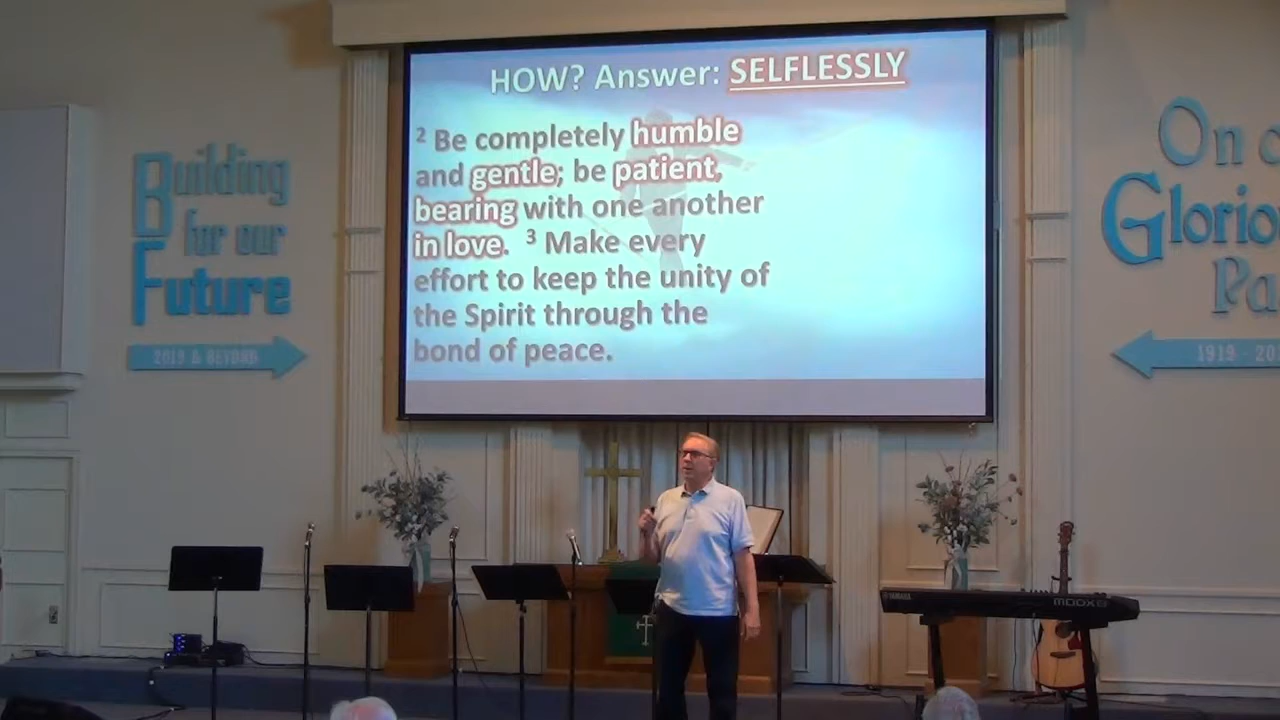 HOW? Answer: SELFLESSLY
2 Be completely humble
and gentle; be patient,
bearing with one another
in love. 3 Make every
effort to keep the unity of
the Spirit through the
bond of peace.
Building
for our
Future
2019 & BEYOND
On
Glorio
Pa
1919 - 20
YAMAHA
MODX8